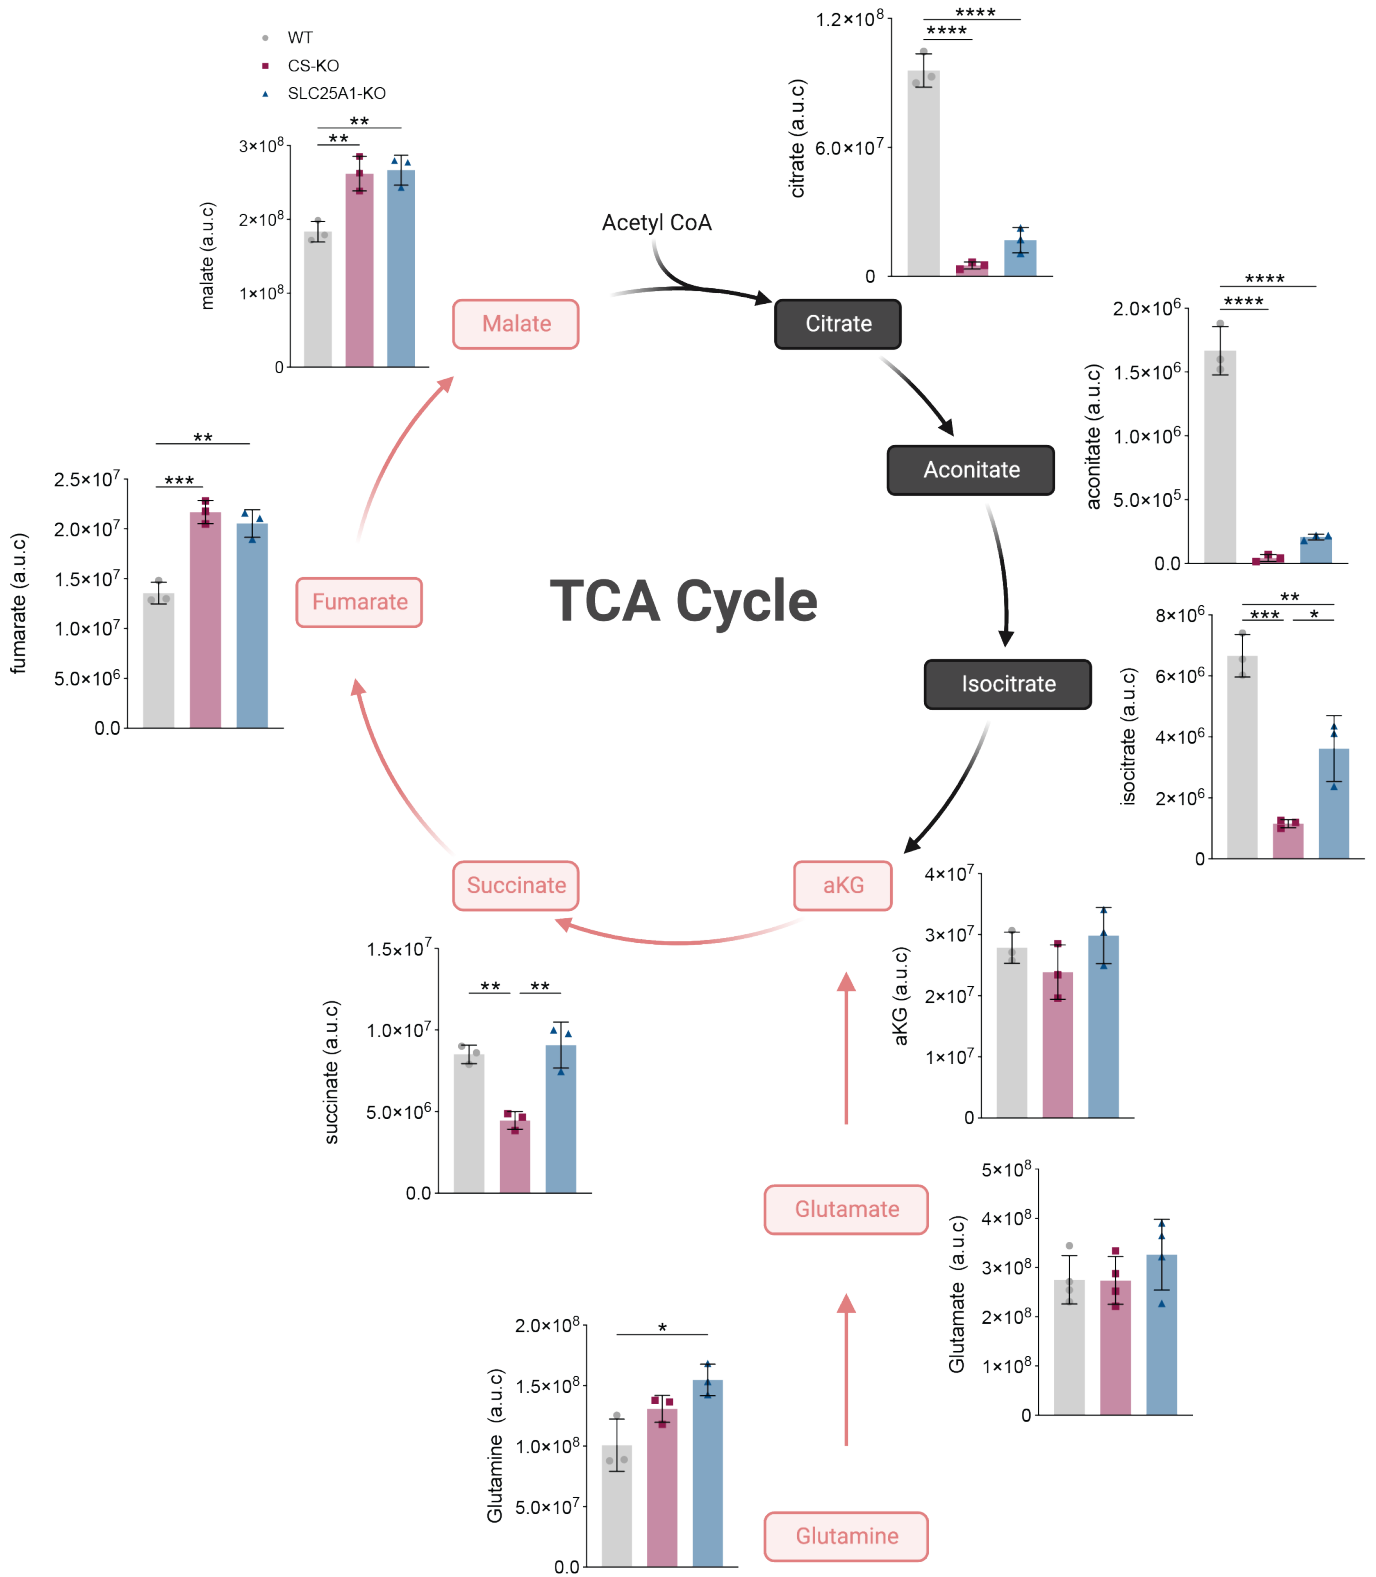 WT
CS-KO
SLC25A1-KO
malate (a.u.c)
3×10⁸
2×10⁸
1×10⁸
0
**
**
citrate (a.u.c)
1.2×10⁸
6.0×10⁷
0
****
****
Acetyl CoA
Malate
Citrate
aconitate (a.u.c)
2.0×10⁶
1.5×10⁶
1.0×10⁶
5.0×10⁵
0.0
****
****
Aconitate
fumarate (a.u.c)
2.5×10⁷
2.0×10⁷
1.5×10⁷
1.0×10⁷
5.0×10⁶
0.0
**
***
Fumarate
TCA Cycle
isocitrate (a.u.c)
8×10⁶
6×10⁶
4×10⁶
2×10⁶
0
**
***
*
Isocitrate
Succinate
aKG
aKG (a.u.c)
4×10⁷
3×10⁷
2×10⁷
1×10⁷
0
succinate (a.u.c)
1.5×10⁷
1.0×10⁷
5.0×10⁶
0.0
**
**
Glutamate
Glutamate (a.u.c)
5×10⁸
4×10⁸
3×10⁸
2×10⁸
1×10⁸
0
Glutamine (a.u.c)
2.0×10⁸
1.5×10⁸
1.0×10⁸
5.0×10⁷
0.0
*
Glutamine